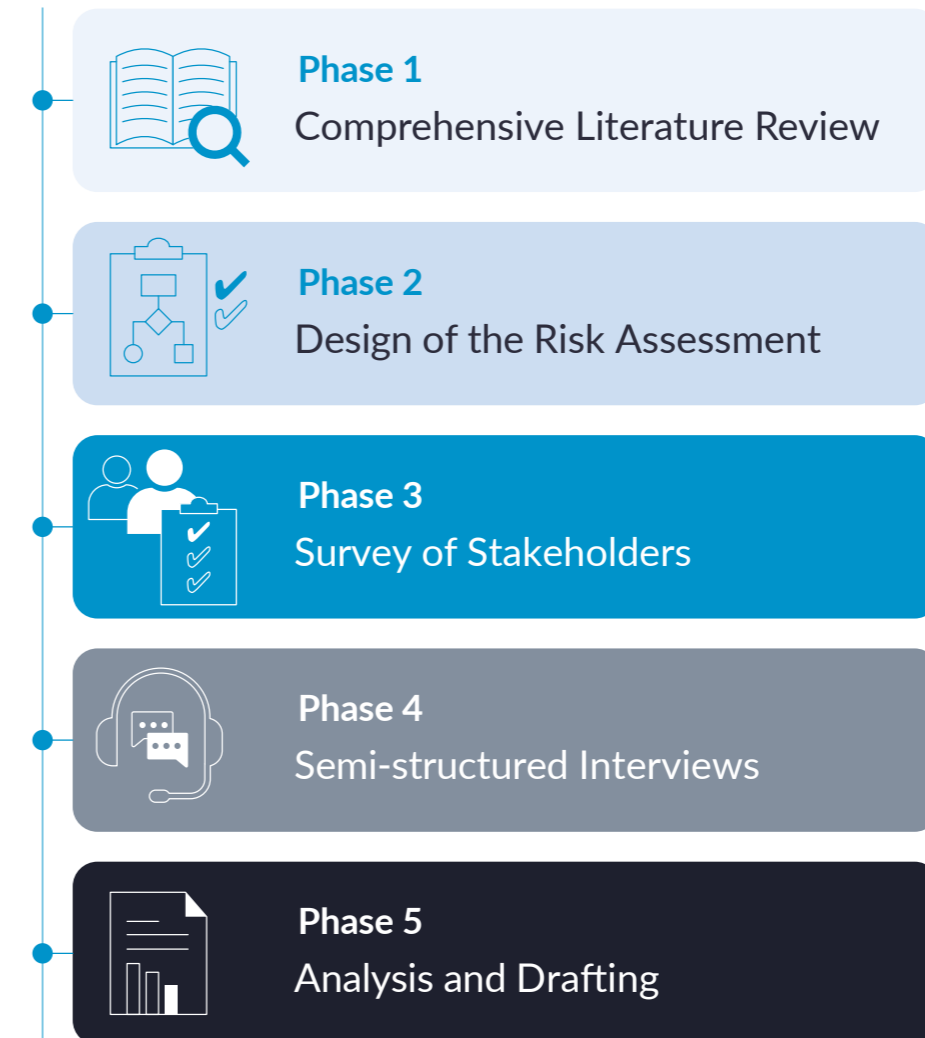 Phase 1
Comprehensive Literature Review
Phase 2
Design of the Risk Assessment
Phase 3
Survey of Stakeholders
Phase 4
Semi-structured Interviews
Phase 5
Analysis and Drafting